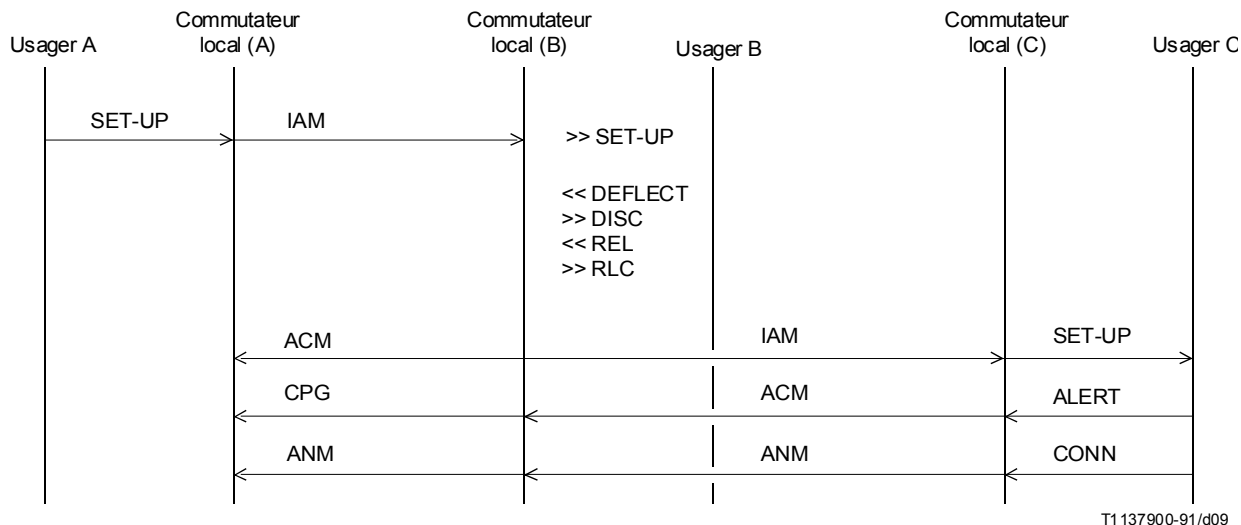 Usager A
Commutateur
local (A)
Commutateur
local (B)
Usager B
Commutateur
local (C)
Usager C
SET-UP
IAM
>> SET-UP
<< DEFLECT
>> DISC
<< REL
>> RLC
ACM
IAM
SET-UP
CPG
ACM
ALERT
ANM
ANM
CONN
T1137900-91/d09